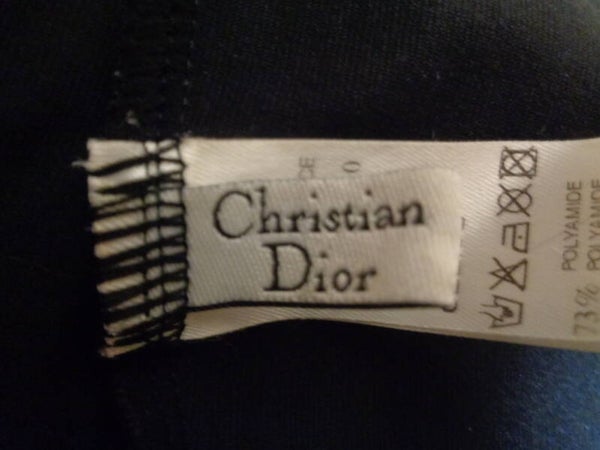 Christian
Dior
73% POLYAMIDE
POLYAMIDE